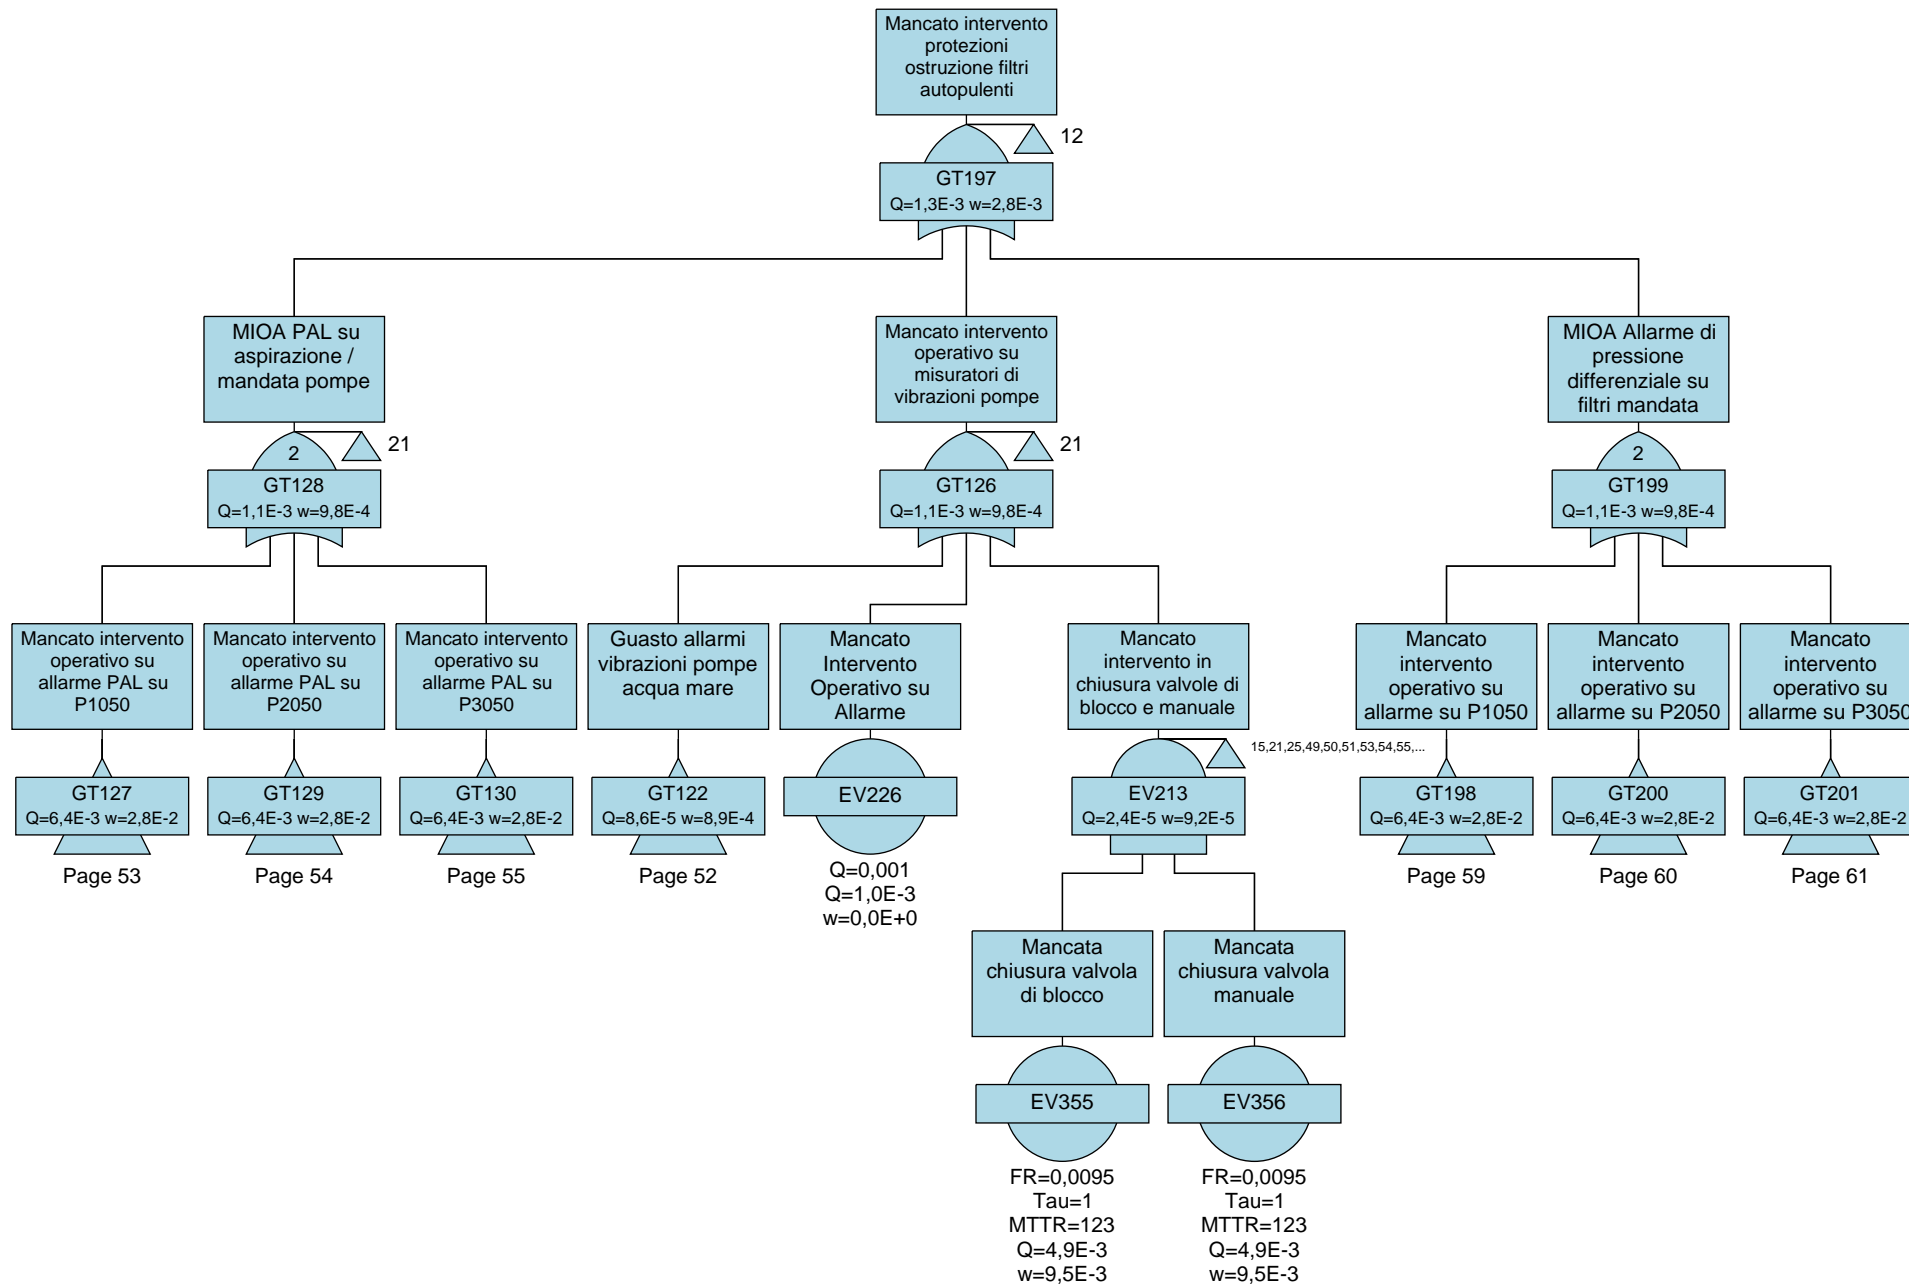 Mancato intervento
protezioni
ostruzione filtri
autopulenti
12
GT197
Q=1,3E-3 w=2,8E-3
MIOA PAL su
aspirazione /
mandata pompe
21
2
GT128
Q=1,1E-3 w=9,8E-4
Mancato intervento
operativo su
misuratori di
vibrazioni pompe
21
GT126
Q=1,1E-3 w=9,8E-4
MIOA Allarme di
pressione
differenziale su
filtri mandata
2
GT199
Q=1,1E-3 w=9,8E-4
Mancato intervento
operativo su
allarme PAL su
P1050
GT127
Q=6,4E-3 w=2,8E-2
Page 53
Mancato intervento
operativo su
allarme PAL su
P2050
GT129
Q=6,4E-3 w=2,8E-2
Page 54
Mancato intervento
operativo su
allarme PAL su
P3050
GT130
Q=6,4E-3 w=2,8E-2
Page 55
Guasto allarmi
vibrazioni pompe
acqua mare
GT122
Q=8,6E-5 w=8,9E-4
Page 52
Mancato
Intervento
Operativo su
Allarme
EV226
Q=0,001
Q=1,0E-3
w=0,0E+0
Mancato
intervento in
chiusura valvole di
blocco e manuale
15,21,25,49,50,51,53,54,55,...
EV213
Q=2,4E-5 w=9,2E-5
Mancato
intervento
operativo su
allarme su P1050
GT198
Q=6,4E-3 w=2,8E-2
Page 59
Mancato
intervento
operativo su
allarme su P2050
GT200
Q=6,4E-3 w=2,8E-2
Page 60
Mancato
intervento
operativo su
allarme su P3050
GT201
Q=6,4E-3 w=2,8E-2
Page 61
Mancata
chiusura valvola
di blocco
EV355
FR=0,0095
Tau=1
MTTR=123
Q=4,9E-3
w=9,5E-3
Mancata
chiusura valvola
manuale
EV356
FR=0,0095
Tau=1
MTTR=123
Q=4,9E-3
w=9,5E-3